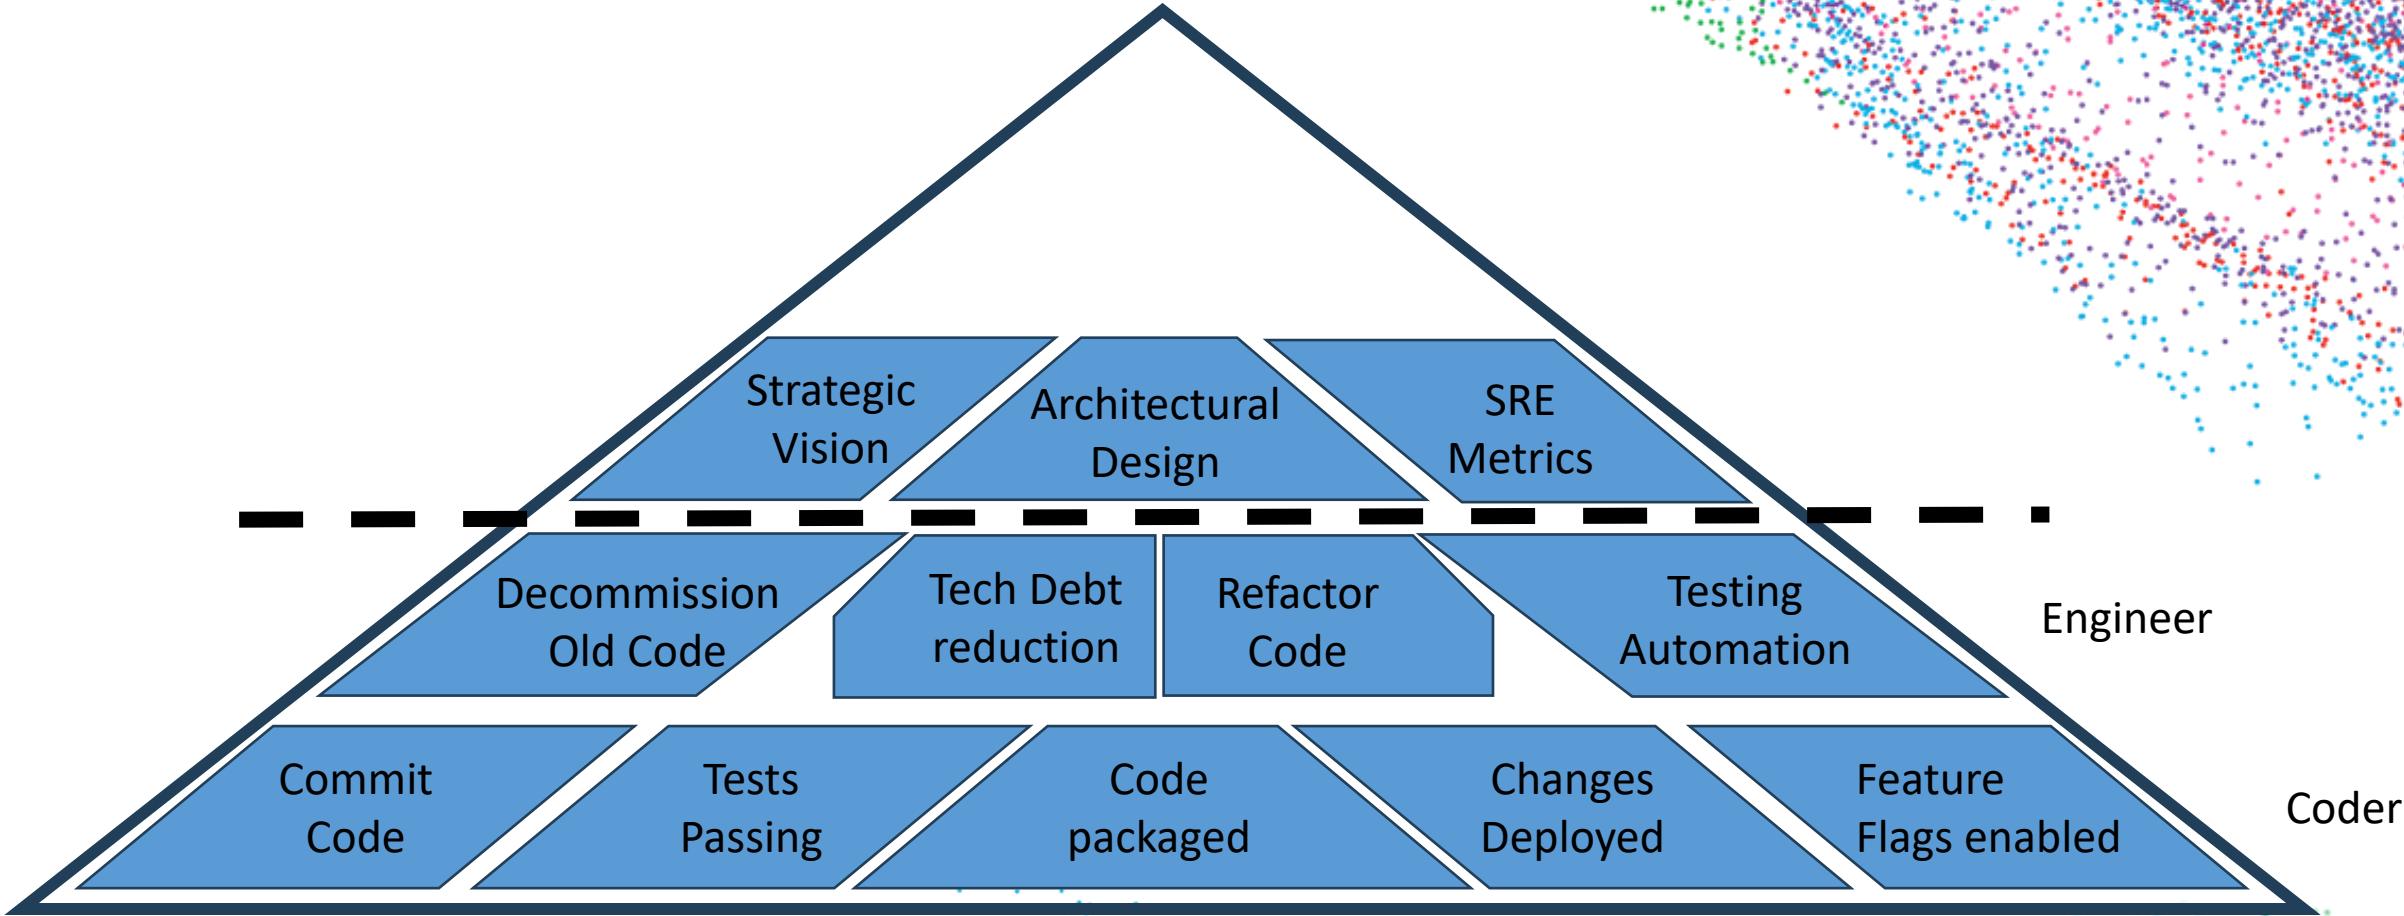 Strategic
Vision
Architectural
Design
SRE
Metrics
Decommission
Old Code
Tech Debt
reduction
Refactor
Code
Testing
Automation
Engineer
Commit
Code
Tests
Passing
Code
packaged
Changes
Deployed
Feature
Flags enabled
Coder